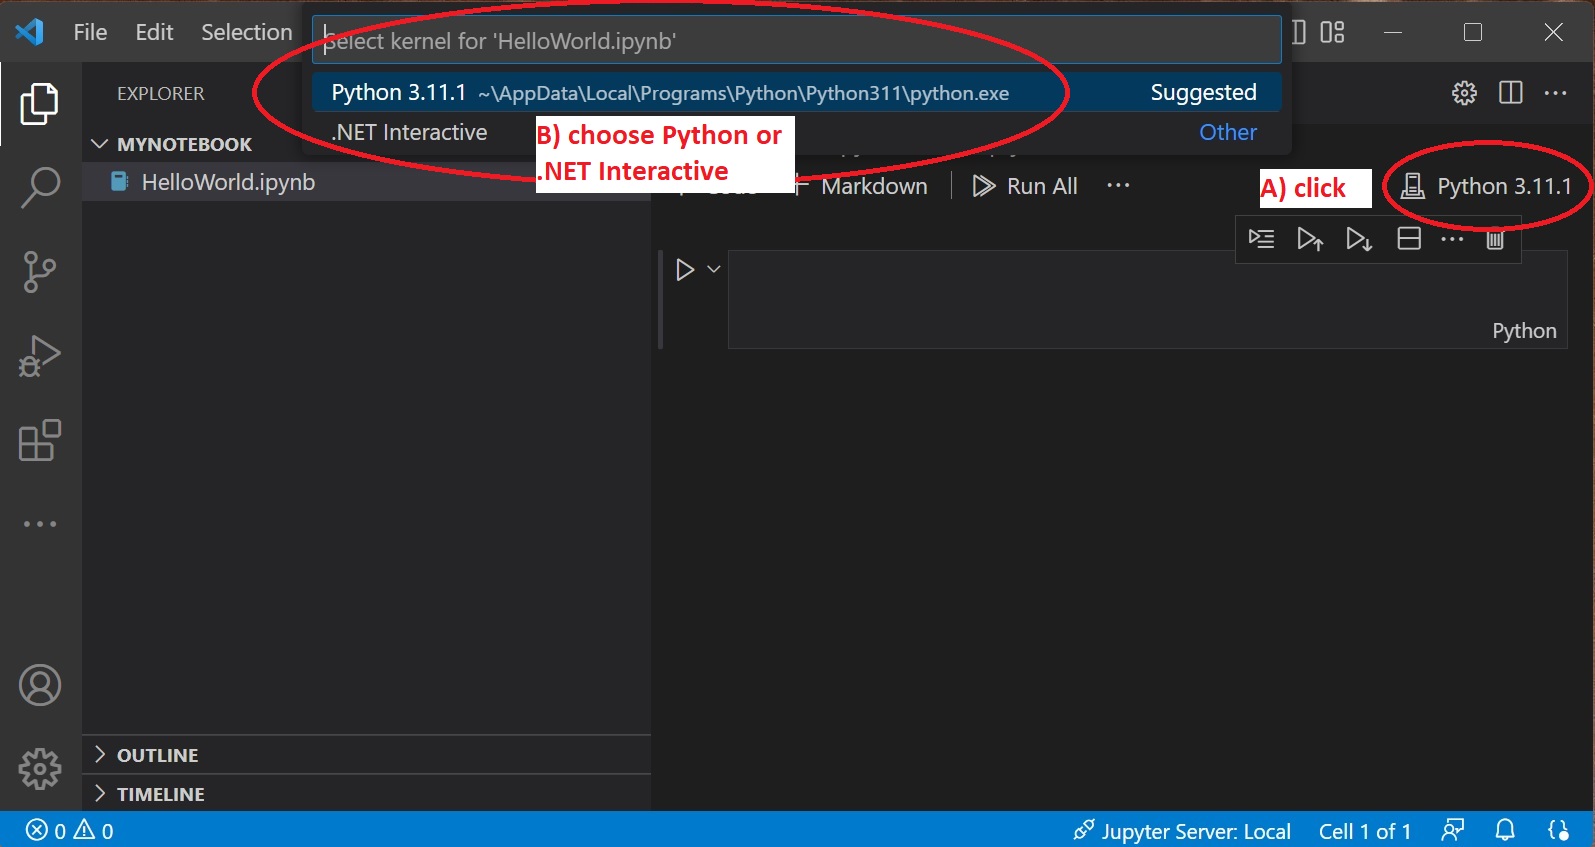 File Edit Selection
Select kernel for 'HelloWorld.ipynb'
Python 3.11.1 ~\AppData\Local\Programs\Python\Python311\python.exe Suggested
.NET Interactive Other
B) choose Python or
.NET Interactive
EXPLORER
MYNOTEBOOK
HelloWorld.ipynb
Markdown Run All ...
A) click
Python 3.11.1
Python
OUTLINE
TIMELINE
0 0 Jupyter Server: Local Cell 1 of 1